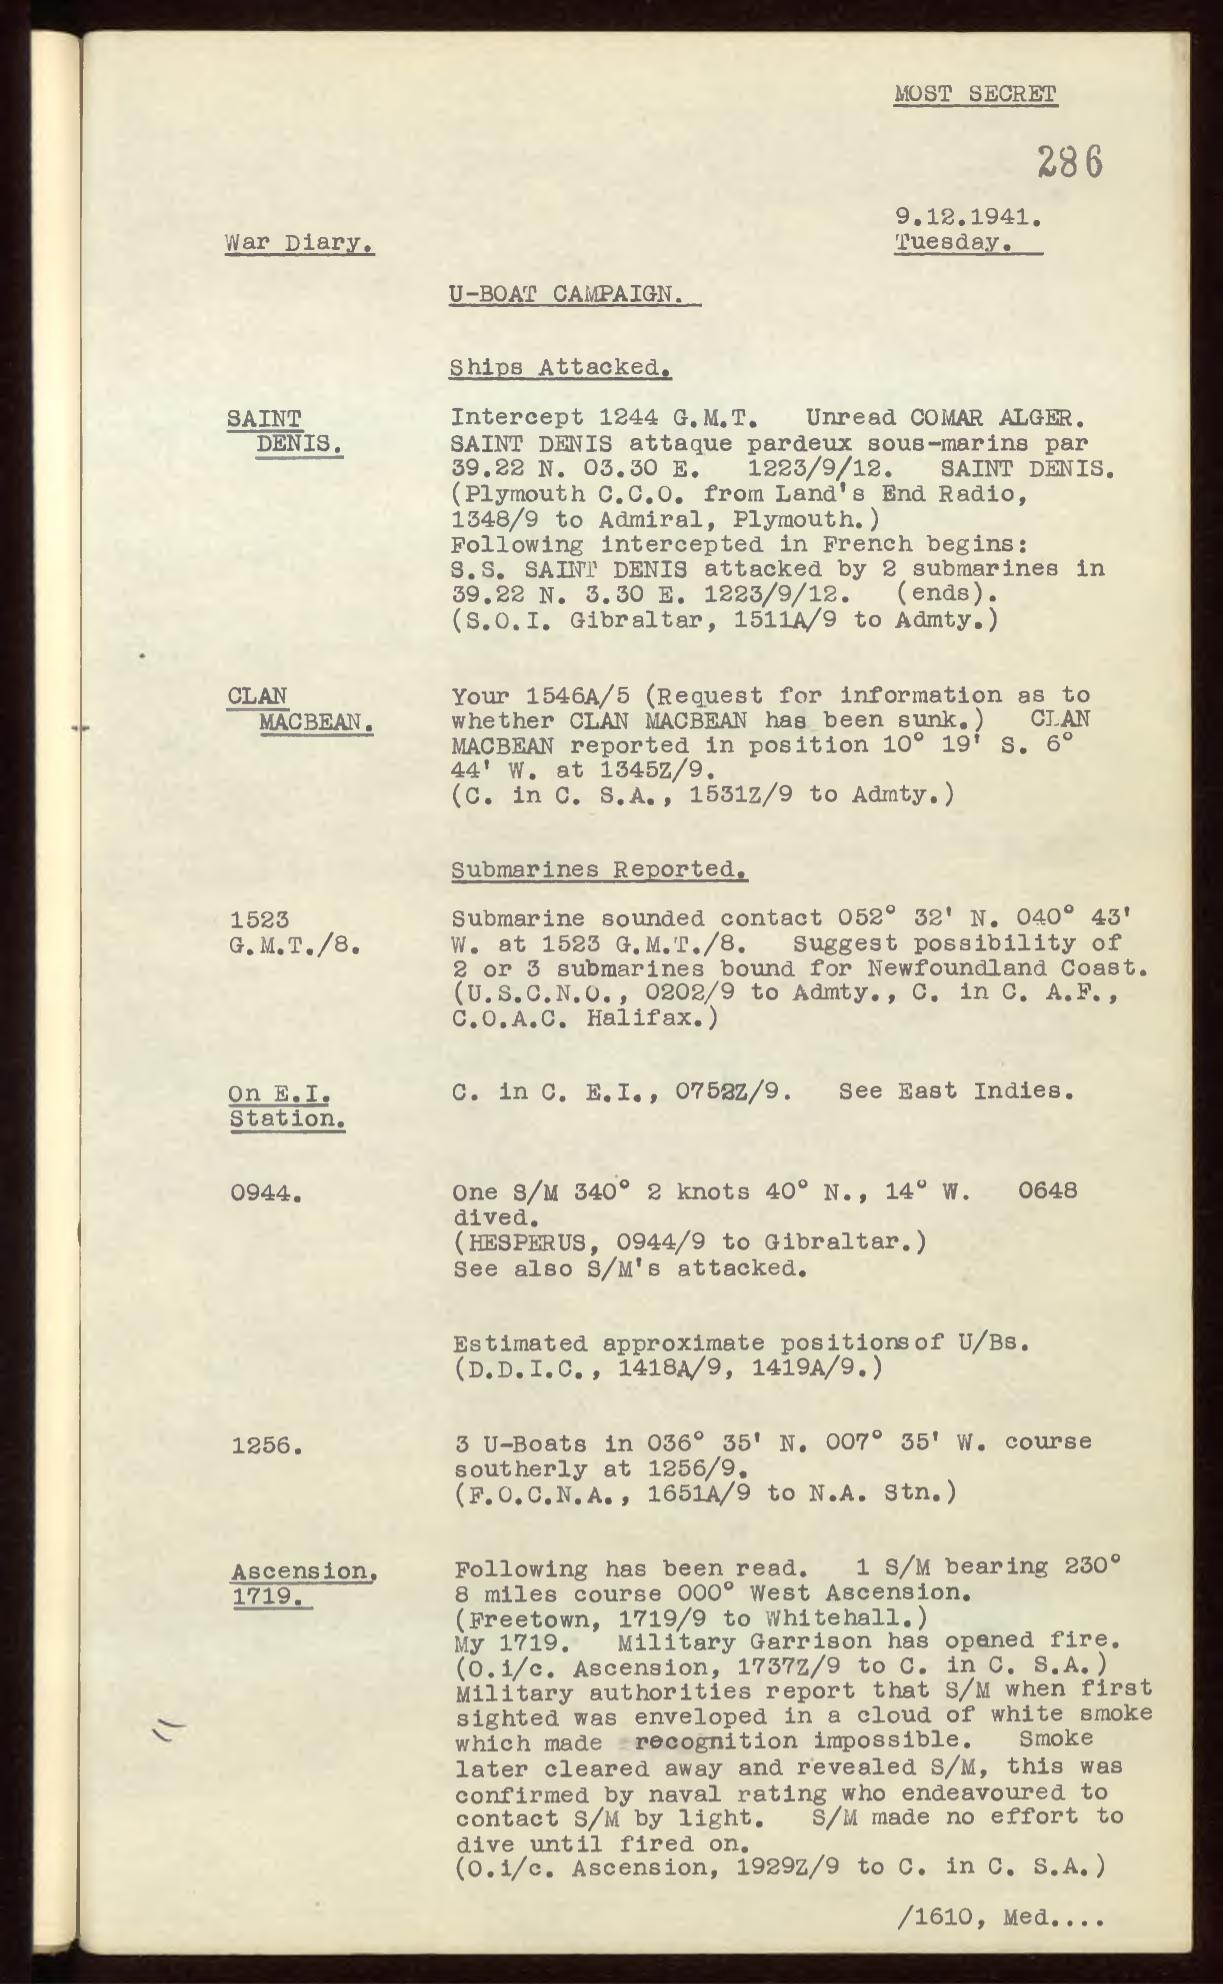 MOST SECRET
286
9.12.1941.
War Diary.
Tuesday.
U-BOAT CAMPAIGN.
Ships Attacked.
SAINT
DENIS.
Intercept 1244 G.M.T. Unread COMAR ALGER.
SAINT DENIS attaque pardeux sous-marins par
39.22 N. 03.30 E. 1223/9/12. SAINT DENIS.
(Plymouth C.C.O. from Land's End Radio,
1348/9 to Admiral, Plymouth.)
Following intercepted in French begins:
S.S. SAINT DENIS attacked by 2 submarines in
39.22 N. 3.30 E. 1223/9/12. (ends).
(S.O.I. Gibraltar, 1511A/9 to Admty.)
CLAN
MACBEAN.
Your 1546A/5 (Request for information as to
whether CLAN MACBEAN has been sunk.) CLAN
MACBEAN reported in position 10° 19' S. 6°
44' W. at 1345Z/9.
(C. in C. S.A., 1531Z/9 to Admty.)
Submarines Reported.
1523
G.M.T./8.
Submarine sounded contact 052° 32' N. 040° 43'
W. at 1523 G.M.T./8. Suggest possibility of
2 or 3 submarines bound for Newfoundland Coast.
(U.S.C.N.O., 0202/9 to Admty., C. in C. A.F.,
C.O.A.C. Halifax.)
On E.I.
Station.
C. in C. E.I., 0752Z/9. See East Indies.
0944.
One S/M 340° 2 knots 40° N., 14° W. 0648
dived.
(HESPERUS, 0944/9 to Gibraltar.)
See also S/M's attacked.
Estimated approximate positions of U/Bs.
(D.D.I.C., 1418A/9, 1419A/9.)
1256.
3 U-Boats in 036° 35' N. 007° 35' W. course
southerly at 1256/9.
(F.O.C.N.A., 1651A/9 to N.A. Stn.)
Ascension.
1719.
Following has been read. 1 S/M bearing 230°
8 miles course 000° West Ascension.
(Freetown, 1719/9 to Whitehall.)
My 1719. Military Garrison has opened fire.
(O.i/c. Ascension, 1737Z/9 to C. in C. S.A.)
Military authorities report that S/M when first
sighted was enveloped in a cloud of white smoke
which made recognition impossible. Smoke
later cleared away and revealed S/M, this was
confirmed by naval rating who endeavoured to
contact S/M by light. S/M made no effort to
dive until fired on.
(O.i/c. Ascension, 1929Z/9 to C. in C. S.A.)
/1610, Med....